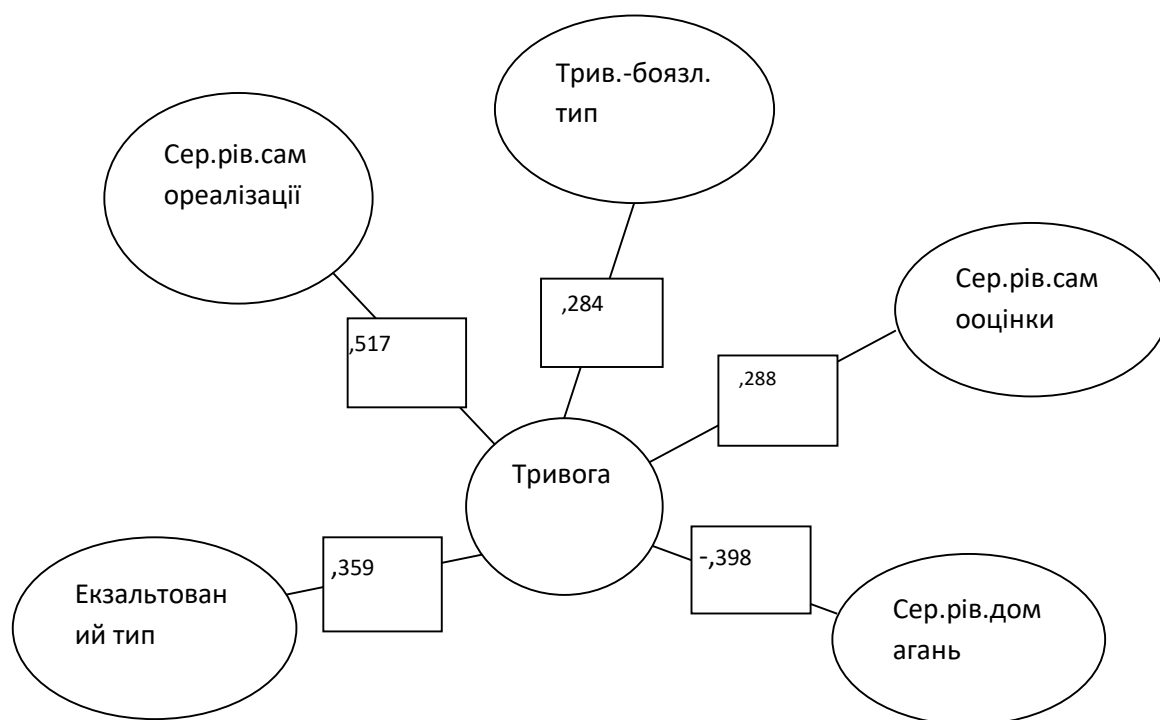 Трив.-боязл.
тип
Сер.рів.сам
ореалізації
Сер.рів.сам
ооцінки
,284
,517
,288
Тривога
-,398
,359
Екзальтован
ий тип
Сер.рів.дом
агань